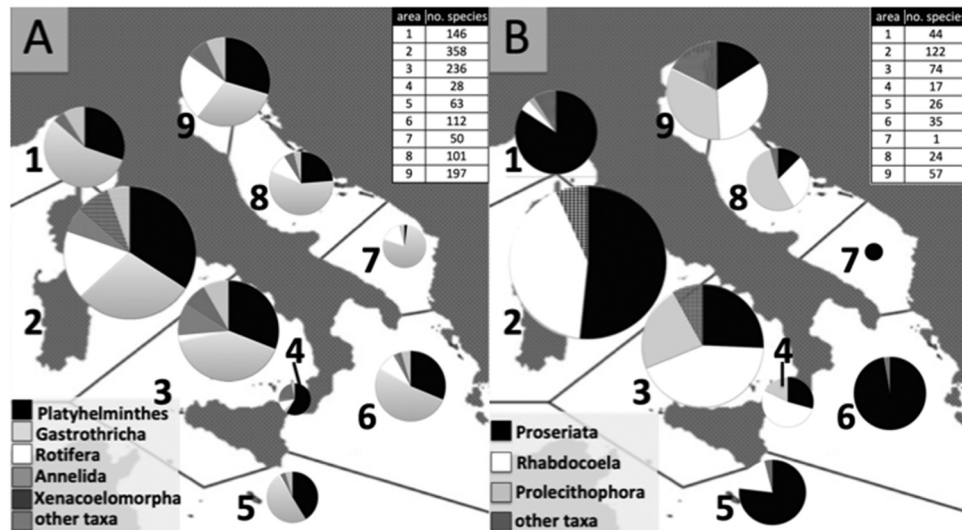 A
area no. species
1 146
2 358
3 236
4 28
5 63
6 112
7 50
8 101
9 197
1
2
3
4
5
6
7
8
9
Platyhelminthes
Gastrothricha
Rotifera
Annelida
Xenacoelomorpha
other taxa
B
area no. species
1 44
2 122
3 74
4 17
5 26
6 35
7 1
8 24
9 57
1
2
3
4
5
6
7
8
9
Proseriata
Rhabdocoela
Prolecithophora
other taxa